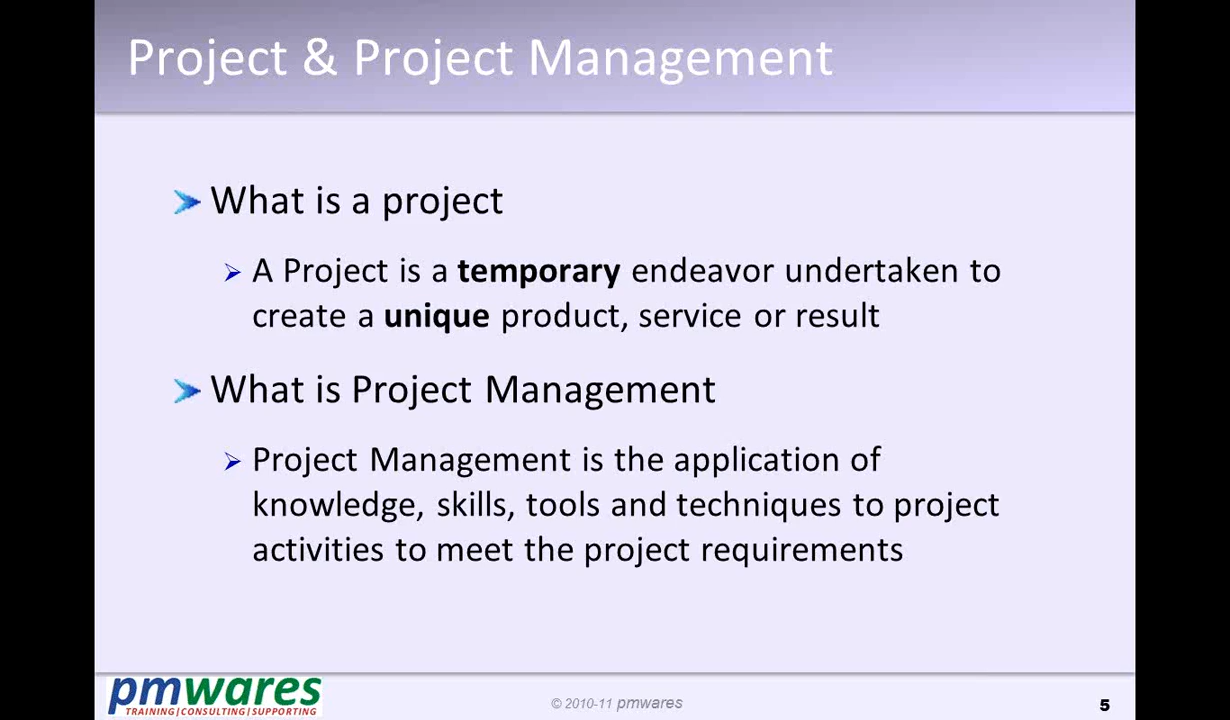 Project & Project Management
What is a project
A Project is a temporary endeavor undertaken to
create a unique product, service or result
What is Project Management
Project Management is the application of
knowledge, skills, tools and techniques to project
activities to meet the project requirements
pmwares
TRAINING|CONSULTING|SUPPORTING
© 2010-11 pmwares
5